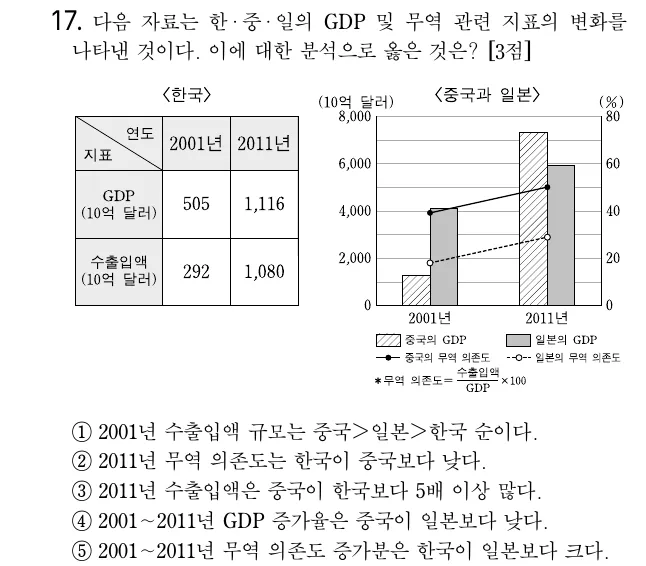 17. 다음 자료는 한·중·일의 GDP 및 무역 관련 지표의 변화를
나타낸 것이다. 이에 대한 분석으로 옳은 것은? [3점]
<한국>
연도
지표
2001년
2011년
GDP
(10억 달러)
505
1,116
수출입액
(10억 달러)
292
1,080
(10억 달러)
<중국과 일본>
(%)
8,000
6,000
4,000
2,000
0
80
60
40
20
0
2001년
2011년
중국의 GDP
일본의 GDP
중국의 무역 의존도
일본의 무역 의존도
*무역 의존도=수출입액/GDP×100
① 2001년 수출입액 규모는 중국>일본>한국 순이다.
② 2011년 무역 의존도는 한국이 중국보다 낮다.
③ 2011년 수출입액은 중국이 한국보다 5배 이상 많다.
④ 2001~2011년 GDP 증가율은 중국이 일본보다 낮다.
⑤ 2001~2011년 무역 의존도 증가분은 한국이 일본보다 크다.